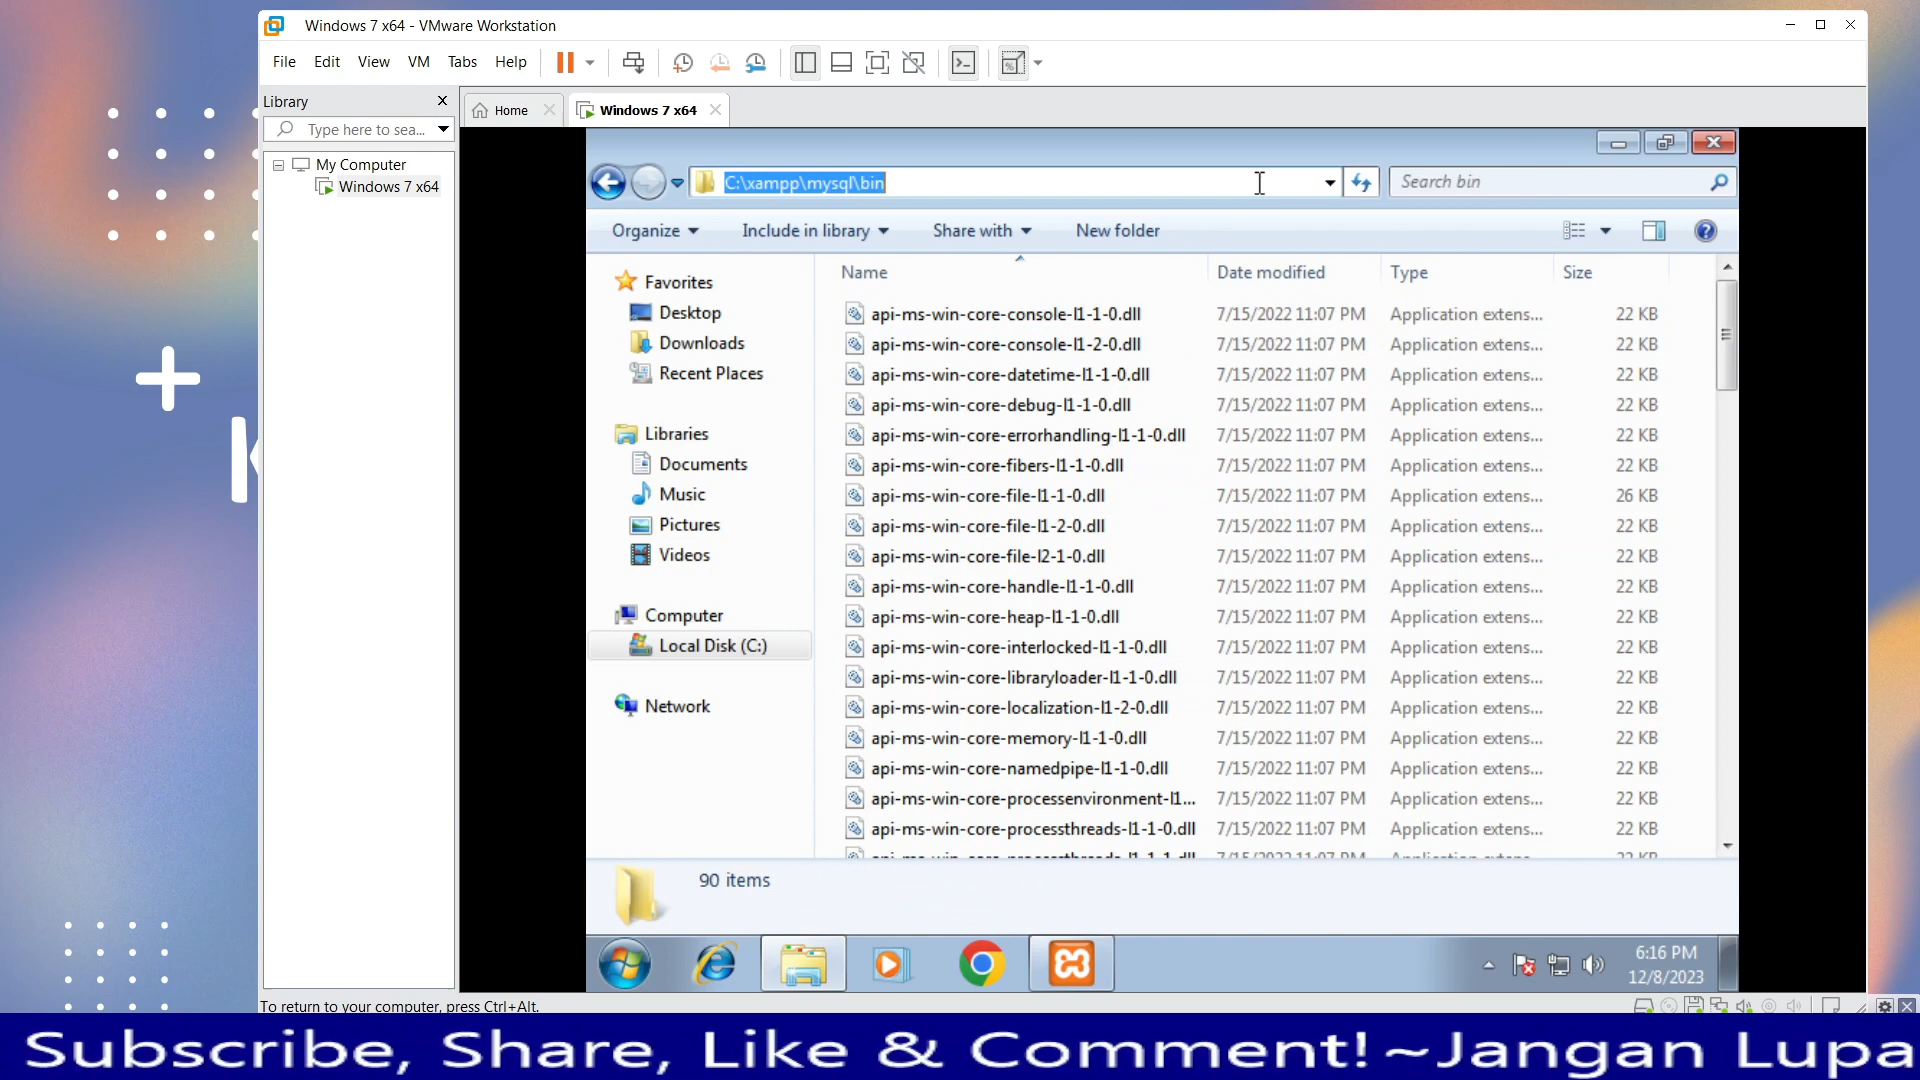 Windows 7 x64 - VMware Workstation
File Edit View VM Tabs Help
Library
Type here to sea...
My Computer
Windows 7 x64
Home
Windows 7 x64
C:\xampp\mysql\bin
Search bin
Organize
Include in library
Share with
New folder
Favorites
Desktop
Downloads
Recent Places
Libraries
Documents
Music
Pictures
Videos
Computer
Local Disk (C:)
Network
Name Date modified Type Size
api-ms-win-core-console-l1-1-0.dll 7/15/2022 11:07 PM Application extens... 22 KB
api-ms-win-core-console-l1-2-0.dll 7/15/2022 11:07 PM Application extens... 22 KB
api-ms-win-core-datetime-l1-1-0.dll 7/15/2022 11:07 PM Application extens... 22 KB
api-ms-win-core-debug-l1-1-0.dll 7/15/2022 11:07 PM Application extens... 22 KB
api-ms-win-core-errorhandling-l1-1-0.dll 7/15/2022 11:07 PM Application extens... 22 KB
api-ms-win-core-fibers-l1-1-0.dll 7/15/2022 11:07 PM Application extens... 22 KB
api-ms-win-core-file-l1-1-0.dll 7/15/2022 11:07 PM Application extens... 26 KB
api-ms-win-core-file-l1-2-0.dll 7/15/2022 11:07 PM Application extens... 22 KB
api-ms-win-core-file-l2-1-0.dll 7/15/2022 11:07 PM Application extens... 22 KB
api-ms-win-core-handle-l1-1-0.dll 7/15/2022 11:07 PM Application extens... 22 KB
api-ms-win-core-heap-l1-1-0.dll 7/15/2022 11:07 PM Application extens... 22 KB
api-ms-win-core-interlocked-l1-1-0.dll 7/15/2022 11:07 PM Application extens... 22 KB
api-ms-win-core-libraryloader-l1-1-0.dll 7/15/2022 11:07 PM Application extens... 22 KB
api-ms-win-core-localization-l1-2-0.dll 7/15/2022 11:07 PM Application extens... 22 KB
api-ms-win-core-memory-l1-1-0.dll 7/15/2022 11:07 PM Application extens... 22 KB
api-ms-win-core-namedpipe-l1-1-0.dll 7/15/2022 11:07 PM Application extens... 22 KB
api-ms-win-core-processenvironment-l1... 7/15/2022 11:07 PM Application extens... 22 KB
api-ms-win-core-processthreads-l1-1-0.dll 7/15/2022 11:07 PM Application extens... 22 KB
90 items
6:16 PM
12/8/2023
To return to your computer, press Ctrl+Alt.
Subscribe, Share, Like & Comment! ~Jangan Lupa